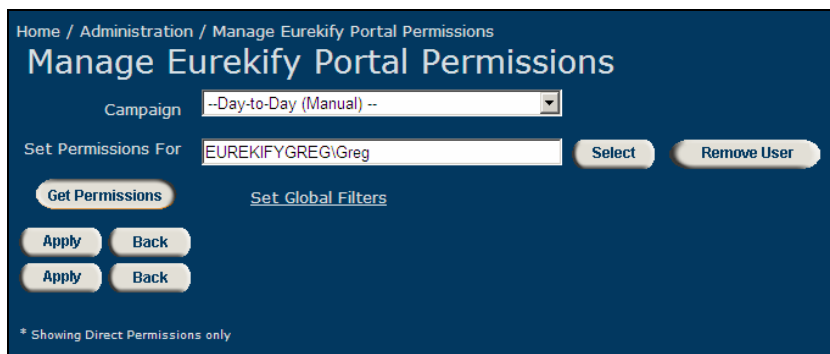 Home / Administration / Manage Eurekify Portal Permissions
Manage Eurekify Portal Permissions
Campaign --Day-to-Day (Manual) --
Set Permissions For EUREKIFYGREG\Greg Select Remove User
Get Permissions Set Global Filters
Apply Back
Apply Back
* Showing Direct Permissions only